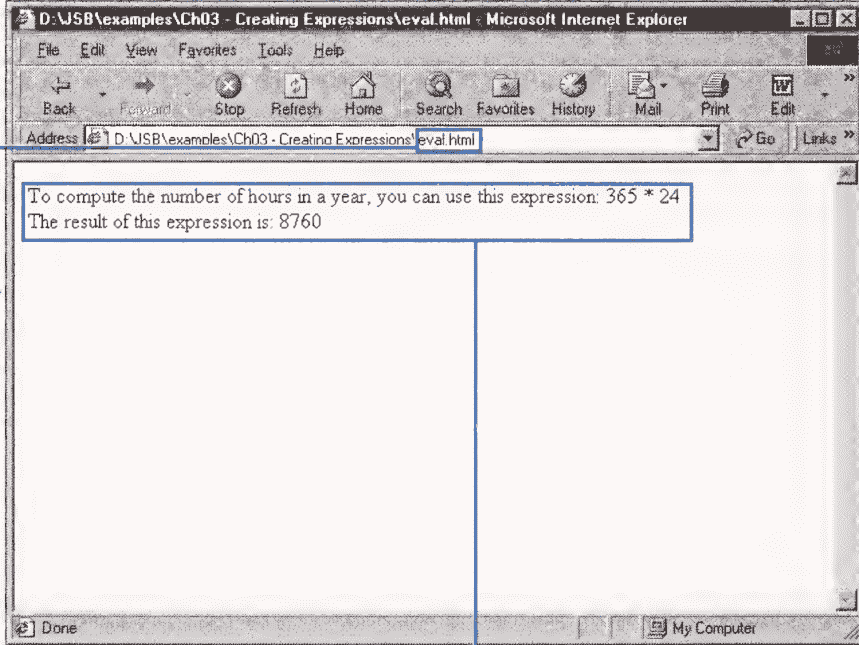 D:\JSB\examples\Ch03 - Creating Expressions\eval.html - Microsoft Internet Explorer
File Edit View Favorites Tools Help
Back Forward Stop Refresh Home Search Favorites History Mail Print Edit
Address D:\JSB\examples\Ch03 - Creating Expressions\eval.html Go Links »
To compute the number of hours in a year, you can use this expression: 365 * 24
The result of this expression is: 8760
Done My Computer